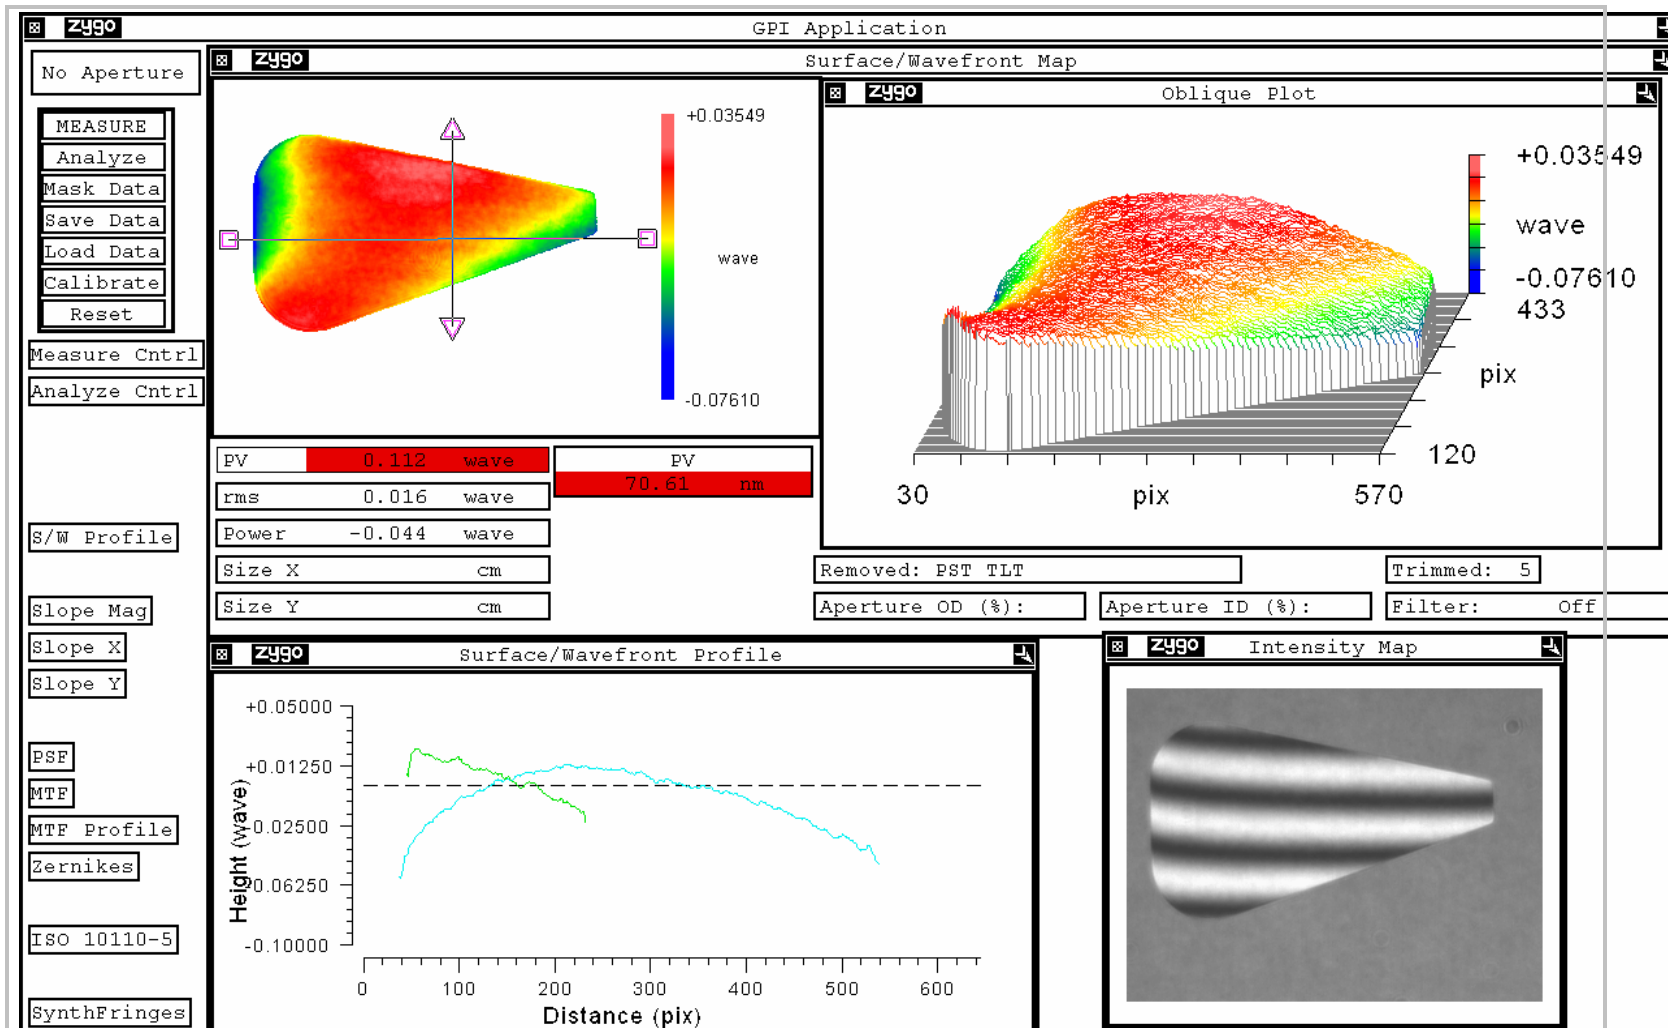 zygo GPI Application
No Aperture
MEASURE
Analyze
Mask Data
Save Data
Load Data
Calibrate
Reset
Measure Cntrl
Analyze Cntrl
S/W Profile
Slope Mag
Slope X
Slope Y
PSF
MTF
MTF Profile
Zernikes
ISO 10110-5
SynthFringes
zygo Surface/Wavefront Map
+0.03549
wave
-0.07610
zygo Oblique Plot
+0.03549
wave
-0.07610
433
pix
120
30 pix 570
PV 0.112 wave
rms 0.016 wave
Power -0.044 wave
Size X cm
Size Y cm
PV
70.61 nm
Removed: PST TLT
Trimmed: 5
Aperture OD (%):
Aperture ID (%):
Filter: Off
zygo Surface/Wavefront Profile
+0.05000
+0.01250
-0.02500
-0.06250
-0.10000
Height (wave)
0 100 200 300 400 500 600
Distance (pix)
zygo Intensity Map